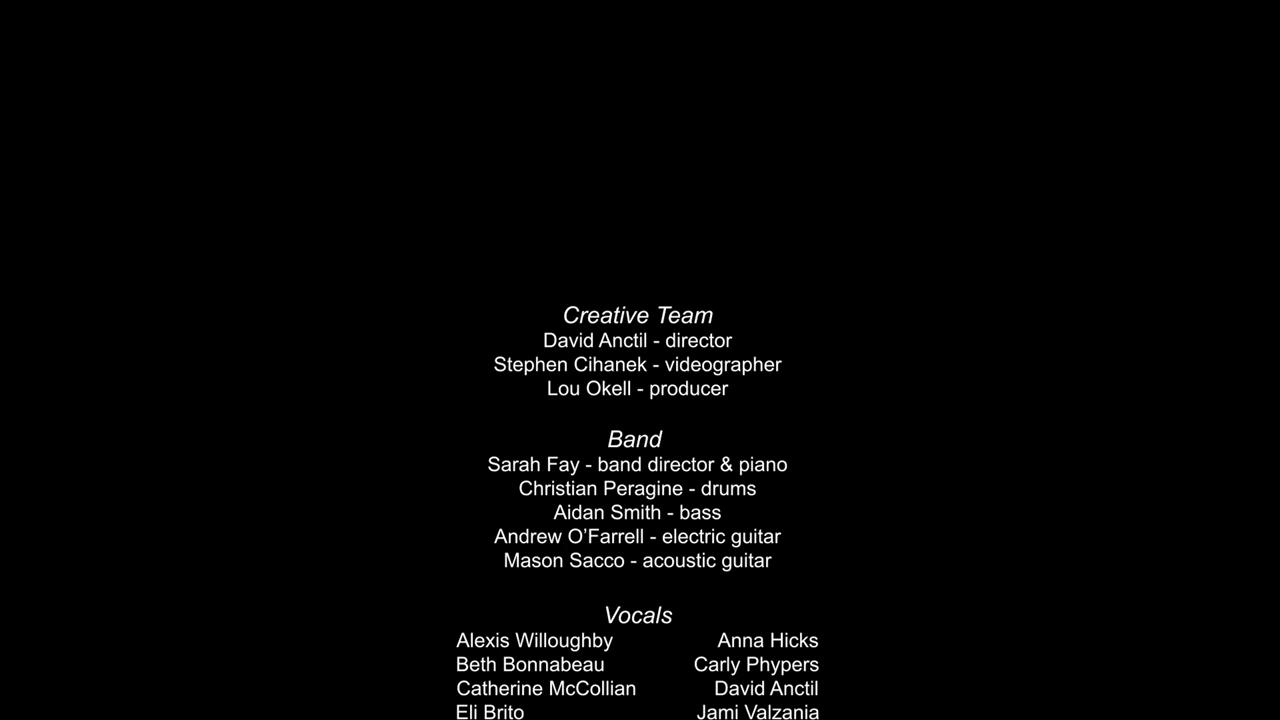 Creative Team
David Anctil - director
Stephen Cihanek - videographer
Lou Okell - producer
Band
Sarah Fay - band director & piano
Christian Peragine - drums
Aidan Smith - bass
Andrew O’Farrell - electric guitar
Mason Sacco - acoustic guitar
Vocals
Alexis Willoughby Anna Hicks
Beth Bonnabeau Carly Phypers
Catherine McCollian David Anctil
Eli Brito Jami Valzania